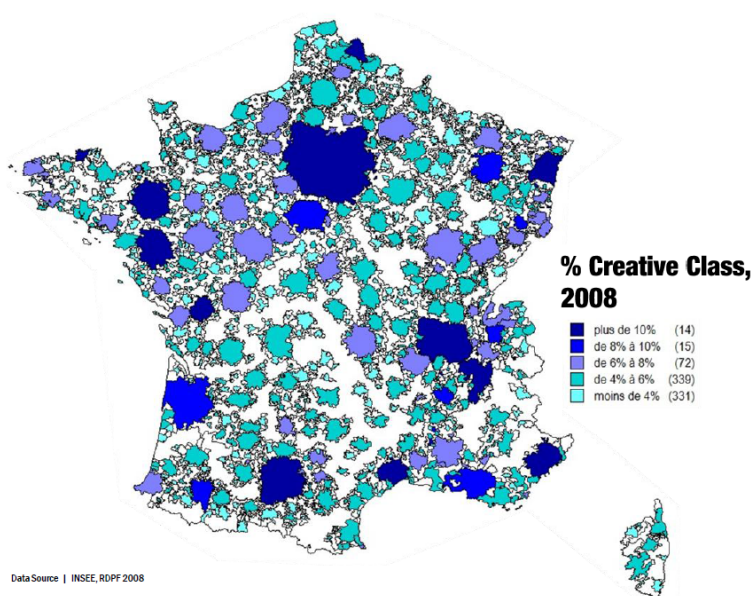 % Creative Class,
2008
plus de 10% (14)
de 8% à 10% (15)
de 6% à 8% (72)
de 4% à 6% (339)
moins de 4% (331)
Data Source | INSEE, RDPF 2008